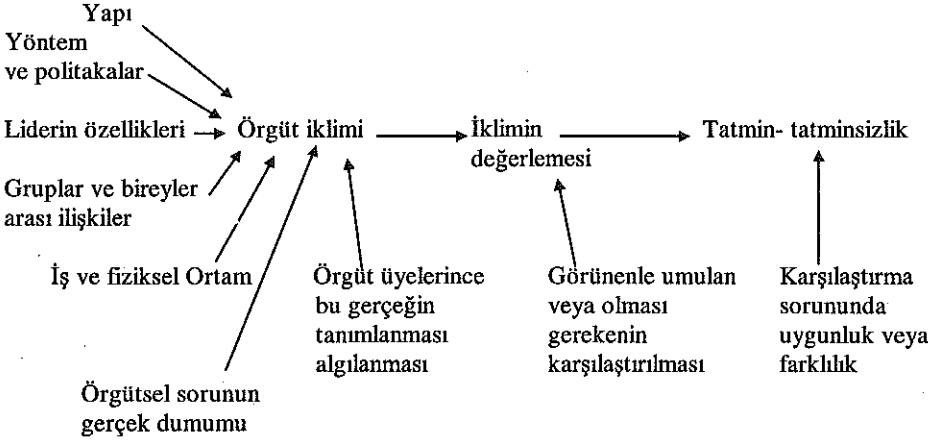 Yapı
Yöntem
ve politakalar
Liderin özellikleri
Örgüt iklimi
İklimin
değerlemesi
Tatmin- tatminsizlik
Gruplar ve bireyler
arası ilişkiler
İş ve fiziksel Ortam
Örgüt üyelerince
bu gerçeğin
tanımlanması
algılanması
Görünenle umulan
veya olması
gerekenin
karşılaştırılması
Karşılaştırma
sorununda
uygunluk veya
farklılık
Örgütsel sorunun
gerçek dumumu